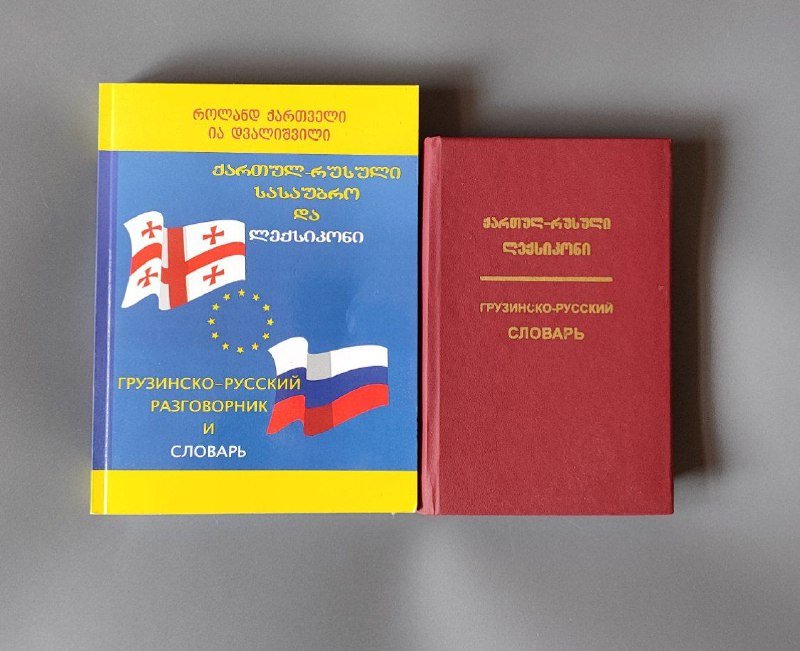 როლანდ ქართველი
ია დვალიშვილი
ქართულ-რუსული
სასაუბრო
და
ლექსიკონი
ГРУЗИНСКО-РУССКИЙ
РАЗГОВОРНИК
И
СЛОВАРЬ
ქართულ-რუსული
ლექსიკონი
ГРУЗИНСКО-РУССКИЙ
СЛОВАРЬ